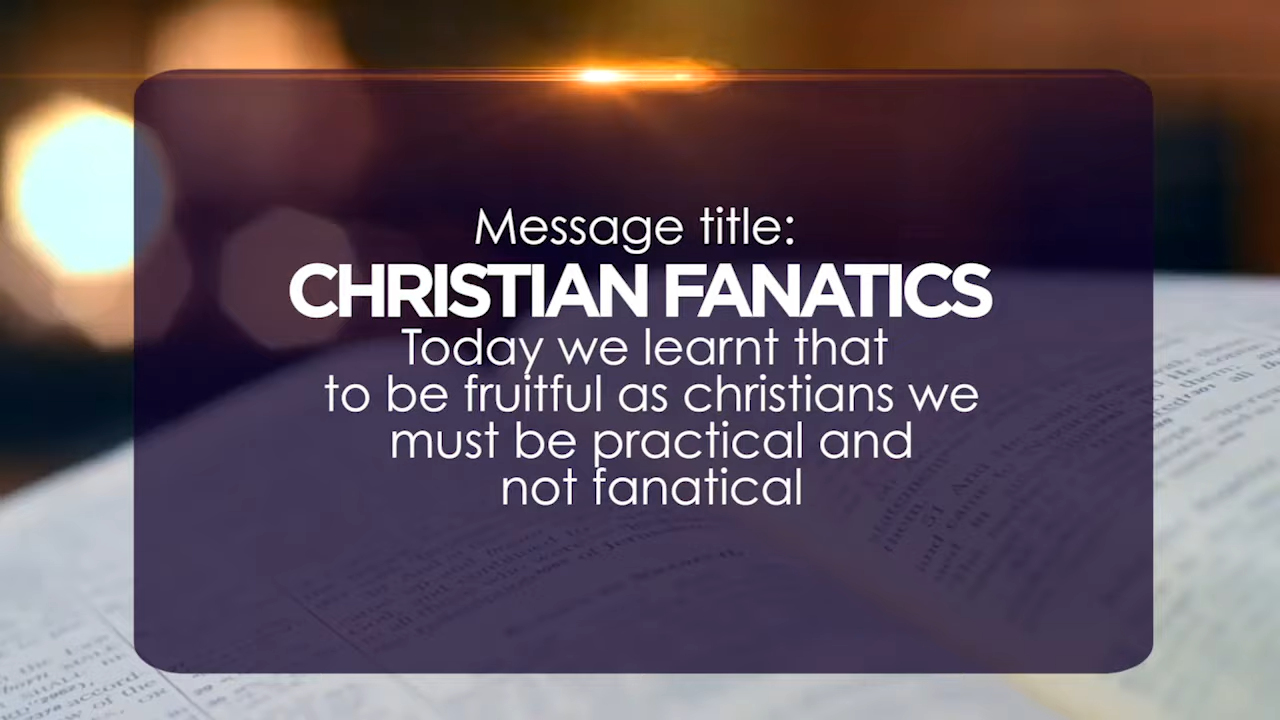 Message title:
CHRISTIAN FANATICS
Today we learnt that
to be fruitful as christians we
must be practical and
not fanatical